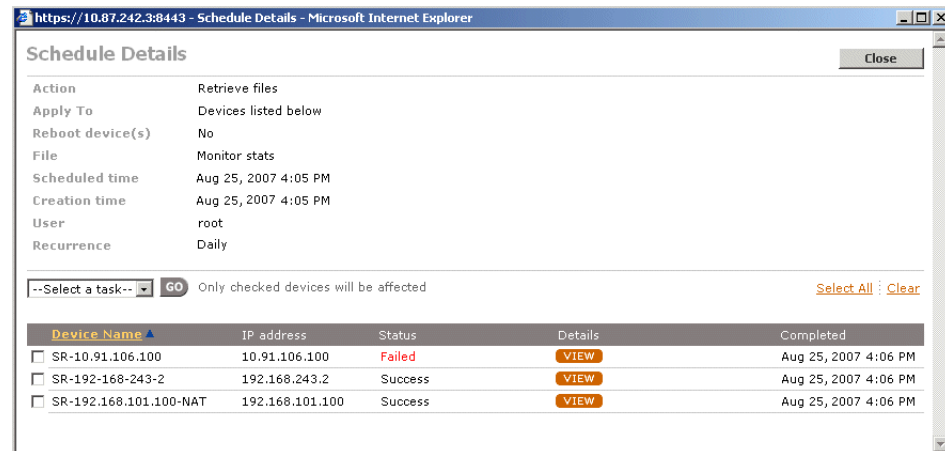 https://10.87.242.3:8443 - Schedule Details - Microsoft Internet Explorer
Schedule Details
Close
Action Retrieve files
Apply To Devices listed below
Reboot device(s) No
File Monitor stats
Scheduled time Aug 25, 2007 4:05 PM
Creation time Aug 25, 2007 4:05 PM
User root
Recurrence Daily
--Select a task-- GO Only checked devices will be affected Select All Clear
Device Name IP address Status Details Completed
SR-10.91.106.100 10.91.106.100 Failed VIEW Aug 25, 2007 4:06 PM
SR-192-168-243-2 192.168.243.2 Success VIEW Aug 25, 2007 4:06 PM
SR-192.168.101.100-NAT 192.168.101.100 Success VIEW Aug 25, 2007 4:06 PM